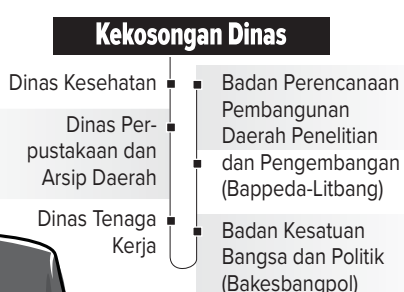 Kekosongan Dinas
Dinas Kesehatan
Dinas Per-
pustakaan dan
Arsip Daerah
Dinas Tenaga
Kerja
Badan Perencanaan
Pembangunan
Daerah Penelitian
dan Pengembangan
(Bappeda-Litbang)
Badan Kesatuan
Bangsa dan Politik
(Bakesbangpol)